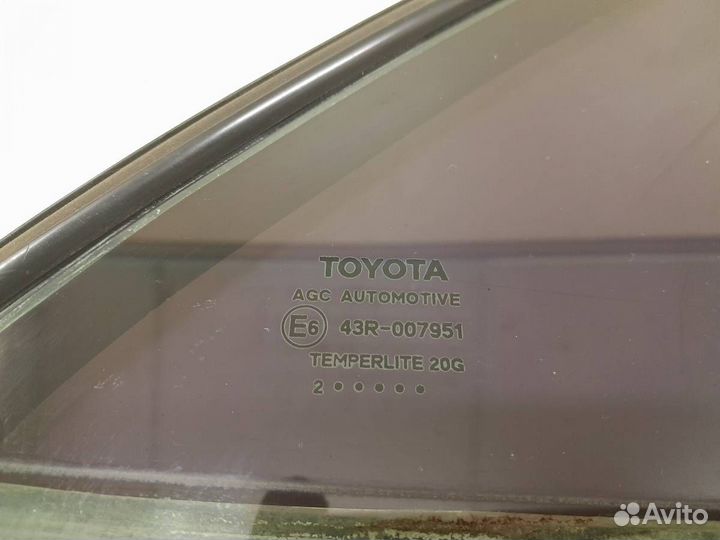 TOYOTA
AGC AUTOMOTIVE
E6 43R-007951
TEMPERLITE 20G
2 • • • • •
Avito